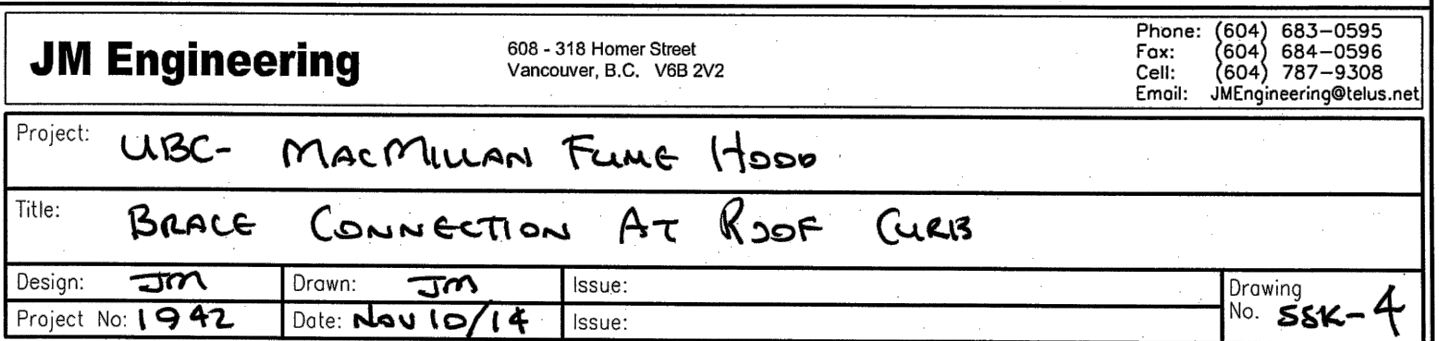 JM Engineering
608 - 318 Homer Street
Vancouver, B.C. V6B 2V2
Phone: (604) 683-0595
Fax: (604) 684-0596
Cell: (604) 787-9308
Email: JMEngineering@telus.net
Project: UBC- MACMILLAN FUME HOOD
Title: BRACE CONNECTION AT ROOF CURB
Design: JM Drawn: JM Issue:
Project No: 1942 Date: NOV 10/14 Issue:
Drawing
No. SSK-4